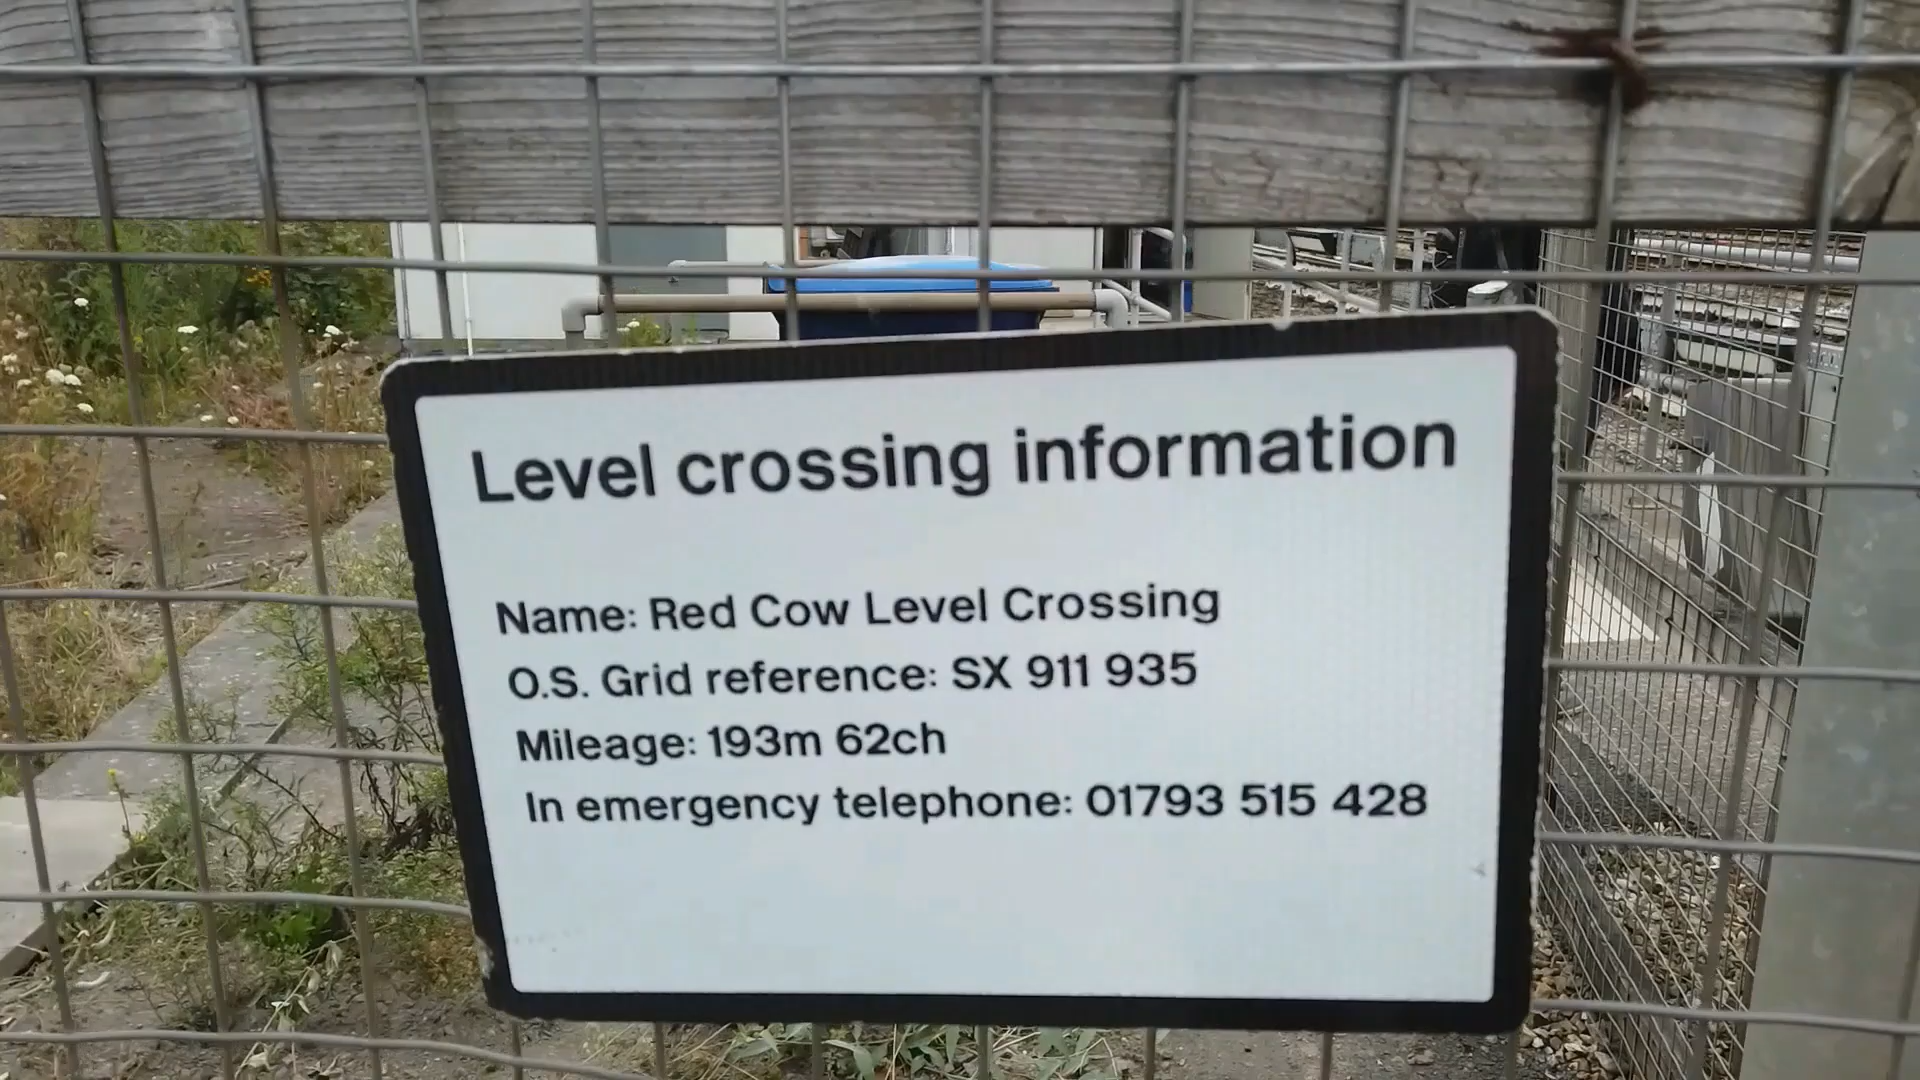 Level crossing information
Name: Red Cow Level Crossing
O.S. Grid reference: SX 911 935
Mileage: 193m 62ch
In emergency telephone: 01793 515 428